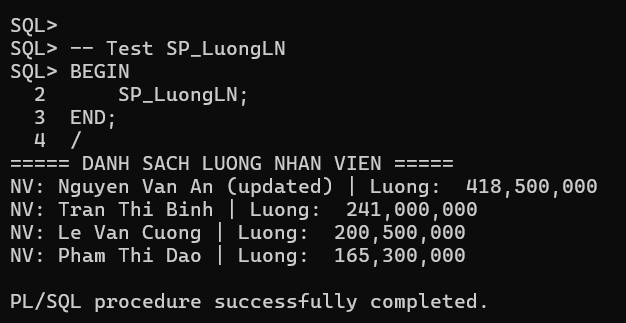 SQL>
SQL> -- Test SP_LuongLN
SQL> BEGIN
  2      SP_LuongLN;
  3  END;
  4  /
===== DANH SACH LUONG NHAN VIEN =====
NV: Nguyen Van An (updated) | Luong:  418,500,000
NV: Tran Thi Binh | Luong:  241,000,000
NV: Le Van Cuong | Luong:  200,500,000
NV: Pham Thi Dao | Luong:  165,300,000

PL/SQL procedure successfully completed.